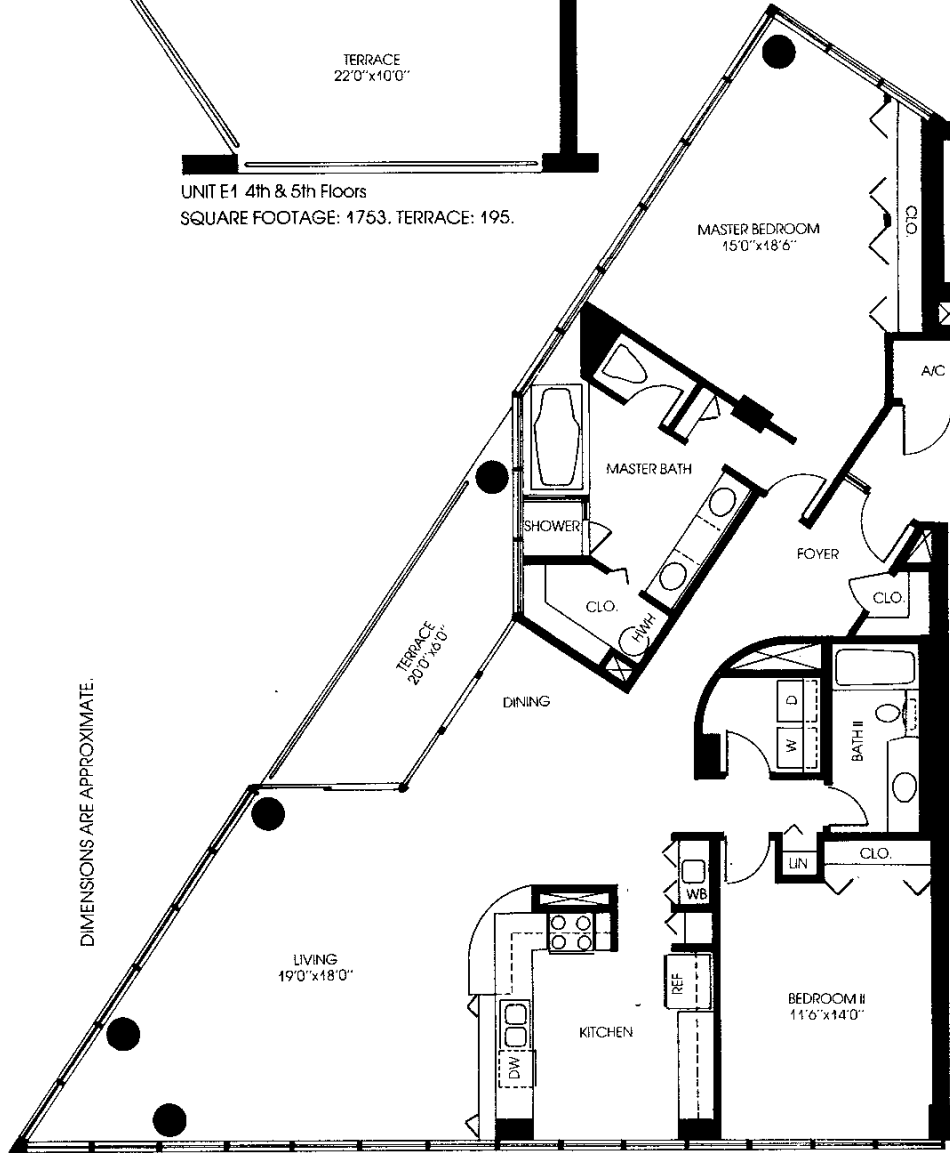 TERRACE
22'0"x10'0"
UNIT E1 4th & 5th Floors
SQUARE FOOTAGE: 1753. TERRACE: 195.
MASTER BEDROOM
15'0"x18'6"
CLO.
A/C
MASTER BATH
SHOWER
FOYER
CLO.
CLO.
HWH
TERRACE
20'0"x6'0"
DINING
D
W
BATH II
DIMENSIONS ARE APPROXIMATE.
LIN
CLO.
WB
LIVING
19'0"x18'0"
REF
BEDROOM II
11'6"x14'0"
KITCHEN
DW